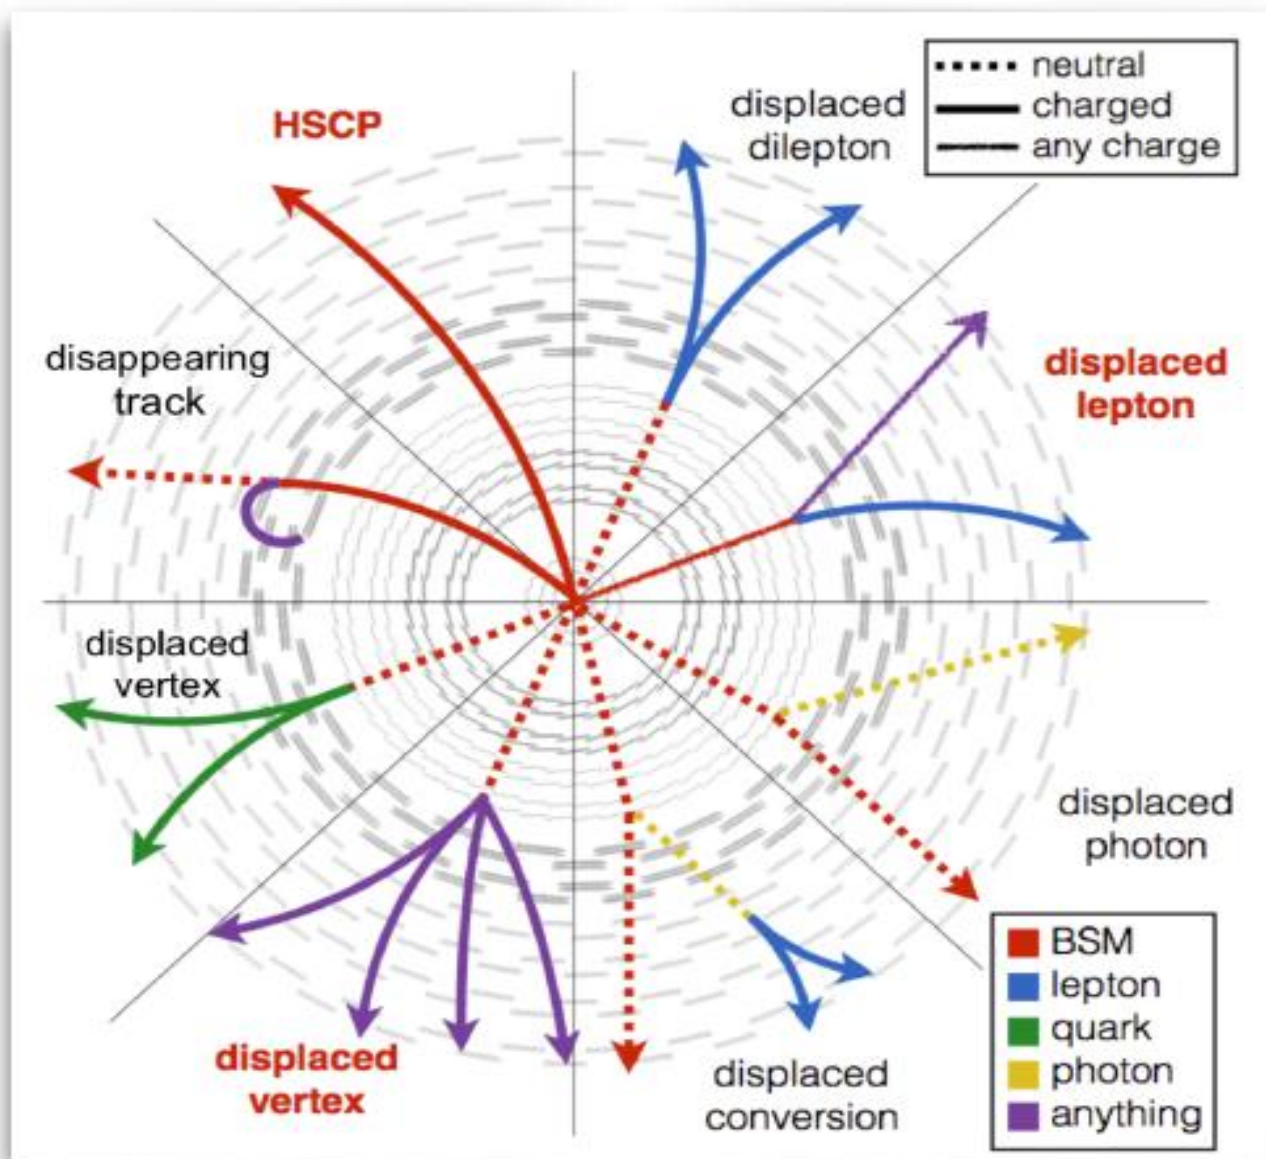 HSCP
displaced
dilepton
neutral
charged
any charge
disappearing
track
displaced
lepton
displaced
vertex
displaced
photon
displaced
vertex
displaced
conversion
BSM
lepton
quark
photon
anything